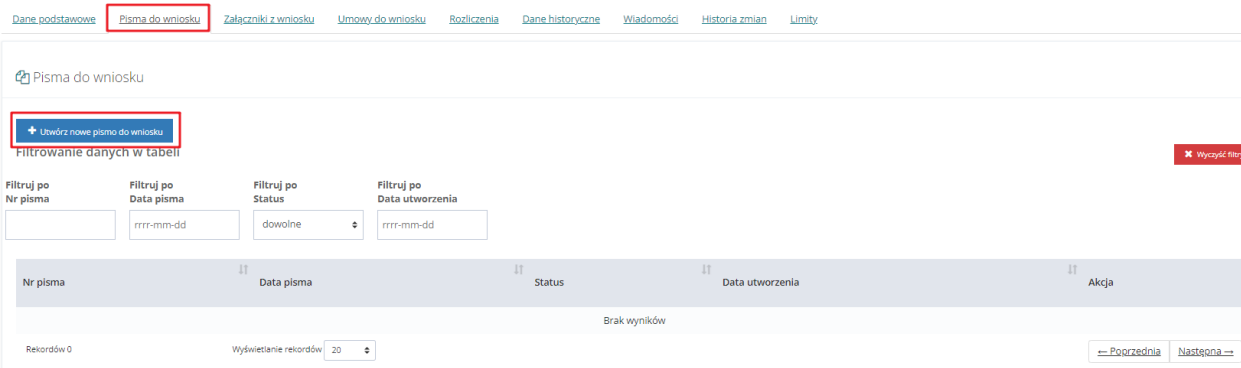 Dane podstawowe Pisma do wniosku Załączniki z wniosku Umowy do wniosku Rozliczenia Dane historyczne Wiadomości Historia zmian Limity
Pisma do wniosku
+ Utwórz nowe pismo do wniosku
Filtrowanie danych w tabeli
✖ Wyczyść filtry
Filtruj po Filtruj po Filtruj po Filtruj po
Nr pisma Data pisma Status Data utworzenia
rrrr-mm-dd dowolne rrrr-mm-dd
Nr pisma Data pisma Status Data utworzenia Akcja
Brak wyników
Rekordów 0 Wyświetlanie rekordów 20 ← Poprzednia Następna →